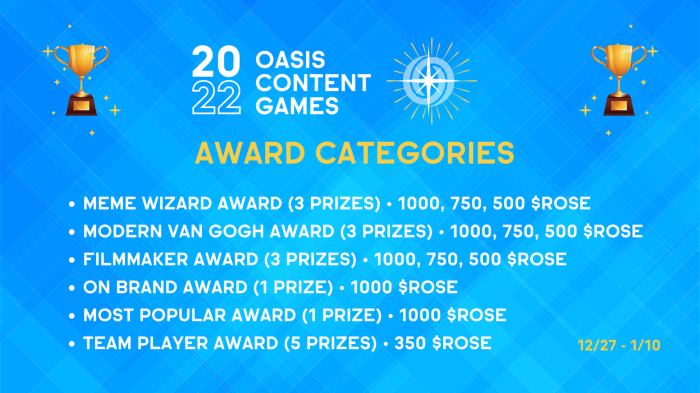 2022
OASIS
CONTENT
GAMES
AWARD CATEGORIES
• MEME WIZARD AWARD (3 PRIZES) • 1000, 750, 500 $ROSE
• MODERN VAN GOGH AWARD (3 PRIZES) • 1000, 750, 500 $ROSE
• FILMMAKER AWARD (3 PRIZES) • 1000, 750, 500 $ROSE
• ON BRAND AWARD (1 PRIZE) • 1000 $ROSE
• MOST POPULAR AWARD (1 PRIZE) • 1000 $ROSE
• TEAM PLAYER AWARD (5 PRIZES) • 350 $ROSE
12/27 - 1/10